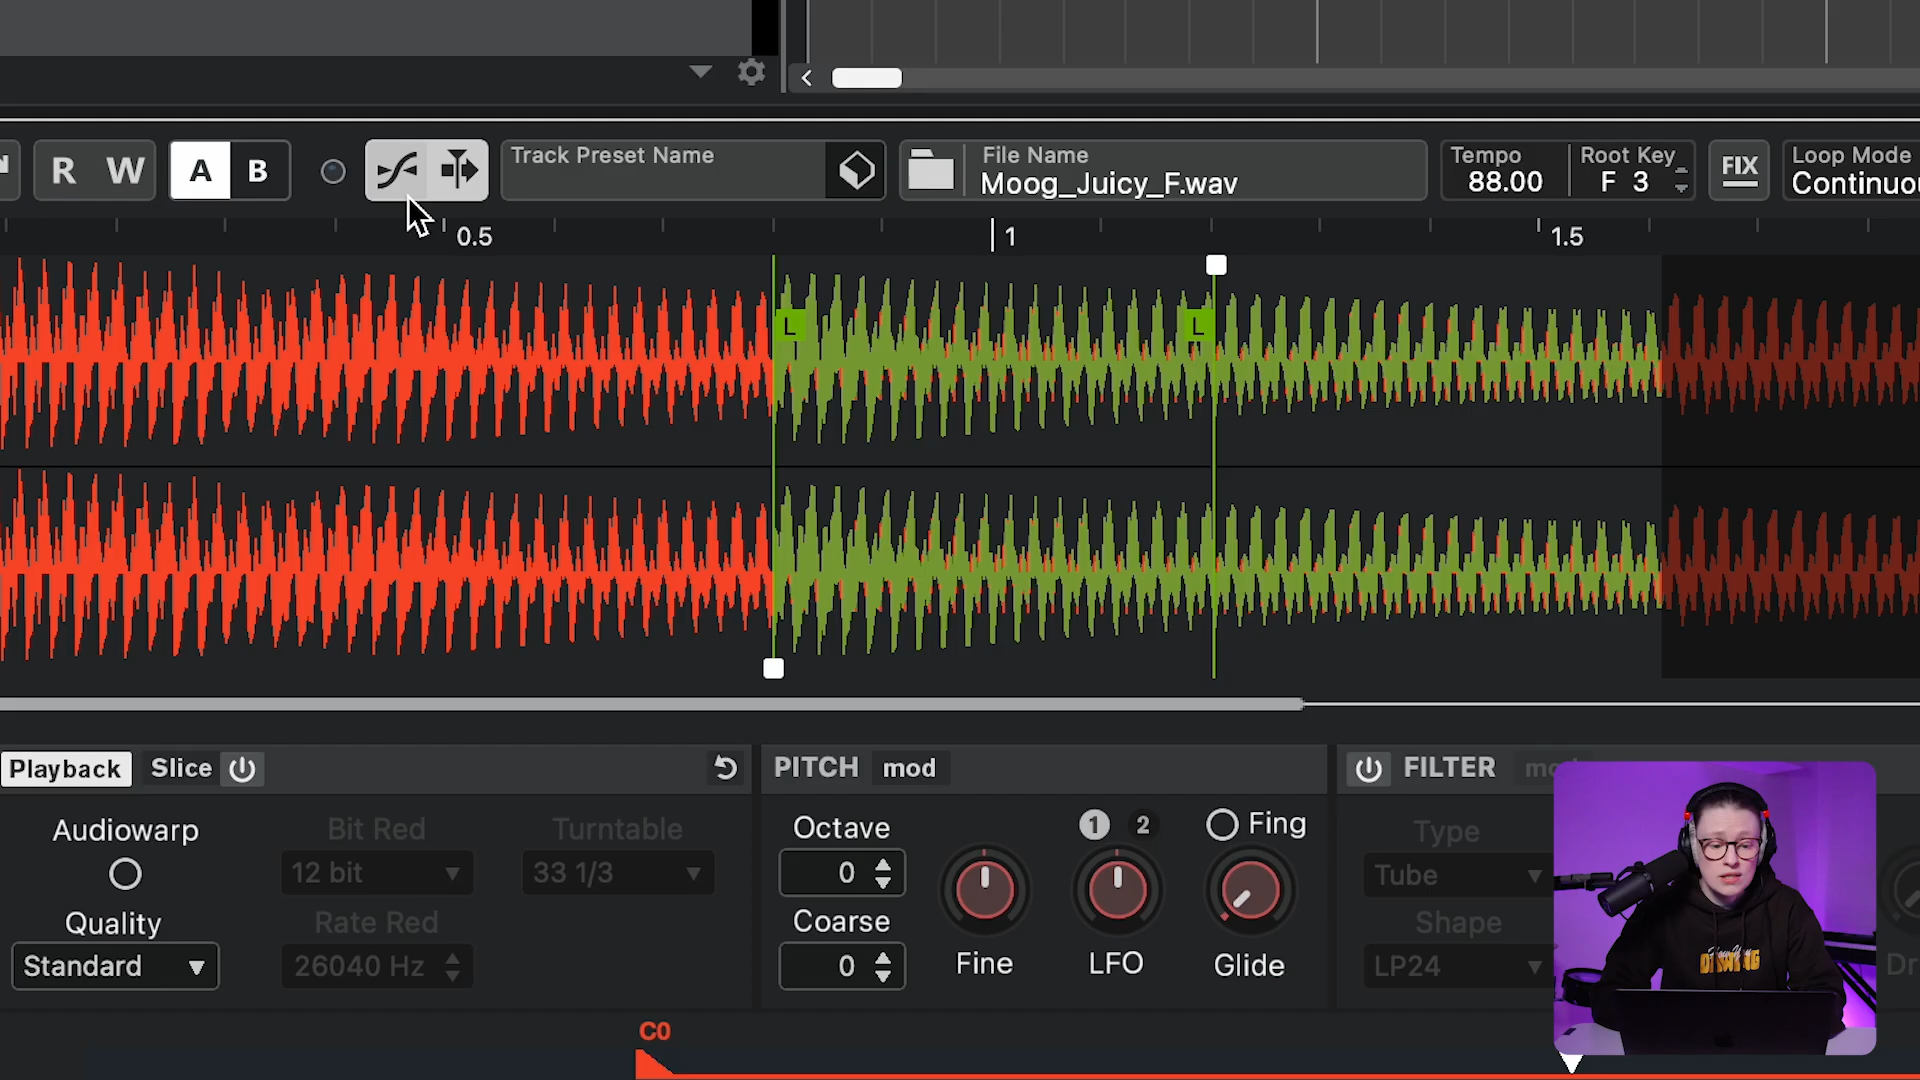 R W A B
Track Preset Name
File Name
Moog_Juicy_F.wav
Tempo
88.00
Root Key
F 3
FIX
Loop Mode
0.5
1
1.5
L
L
Playback
Slice
PITCH
mod
FILTER
Audiowarp
Bit Red
12 bit
Turntable
33 1/3
Quality
Standard
Rate Red
26040 Hz
Octave
0
Coarse
0
1
2
Fing
Fine
LFO
Glide
Type
Tube
Shape
LP24
C0